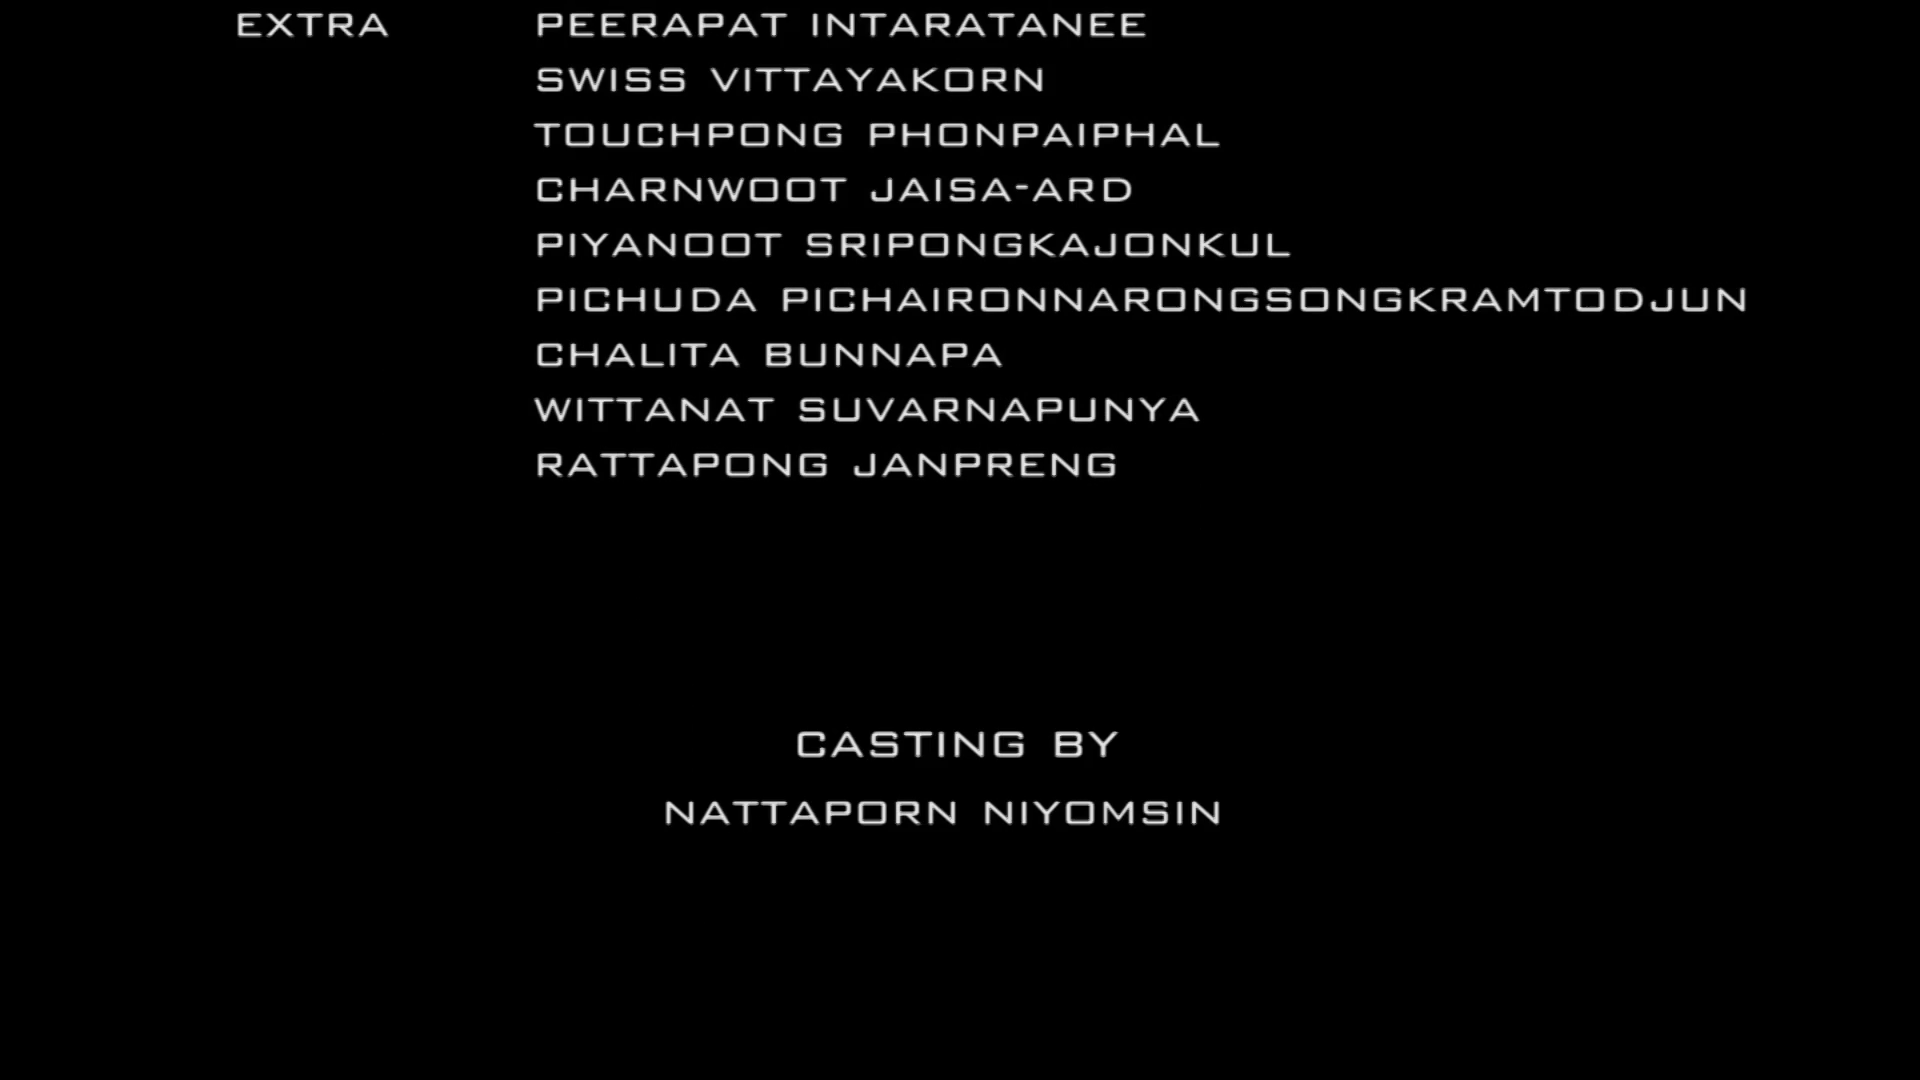 EXTRA PEERAPAT INTARATANEE
SWISS VITTAYAKORN
TOUCHPONG PHONPAIPHAL
CHARNWOOT JAISA-ARD
PIYANOOT SRIPONGKAJONKUL
PICHUDA PICHAIRONNARONGSONGKRAMTODJUN
CHALITA BUNNAPA
WITTANAT SUVARNAPUNYA
RATTAPONG JANPRENG
CASTING BY
NATTAPORN NIYOMSIN